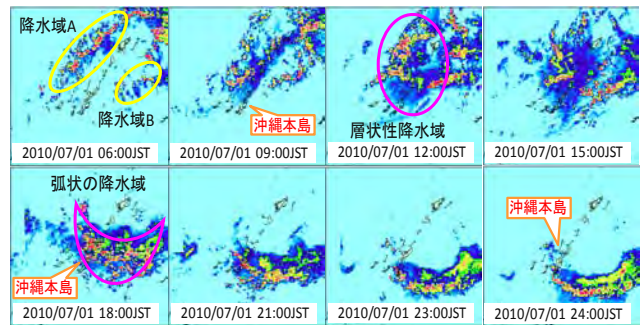 降水域A
降水域B
2010/07/01 06:00JST
沖縄本島
2010/07/01 09:00JST
層状性降水域
2010/07/01 12:00JST
2010/07/01 15:00JST
弧状の降水域
沖縄本島
2010/07/01 18:00JST
2010/07/01 21:00JST
2010/07/01 23:00JST
沖縄本島
2010/07/01 24:00JST